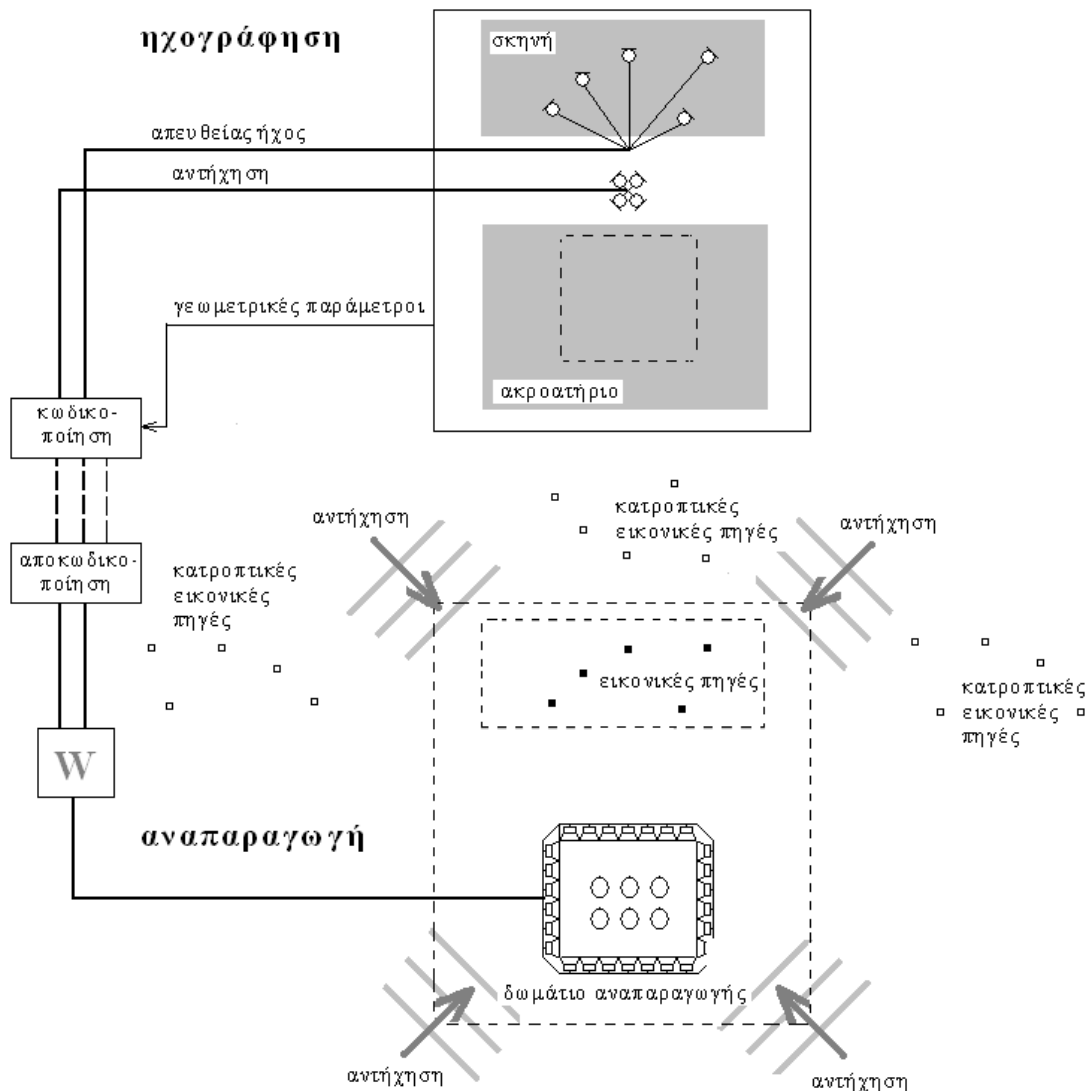 ηχογράφηση
σκηνή
απευθείας ήχος
αντήχηση
γεωμετρικές παράμετροι
ακροατήριο
κωδικο-
ποίηση
αποκωδικο-
ποίηση
κατροπτικές
εικονικές
πηγές
αντήχηση
κατροπτικές
εικονικές πηγές
αντήχηση
εικονικές πηγές
κατροπτικές
εικονικές
πηγές
W
αναπαραγωγή
δωμάτιο αναπαραγωγής
αντήχηση
αντήχηση